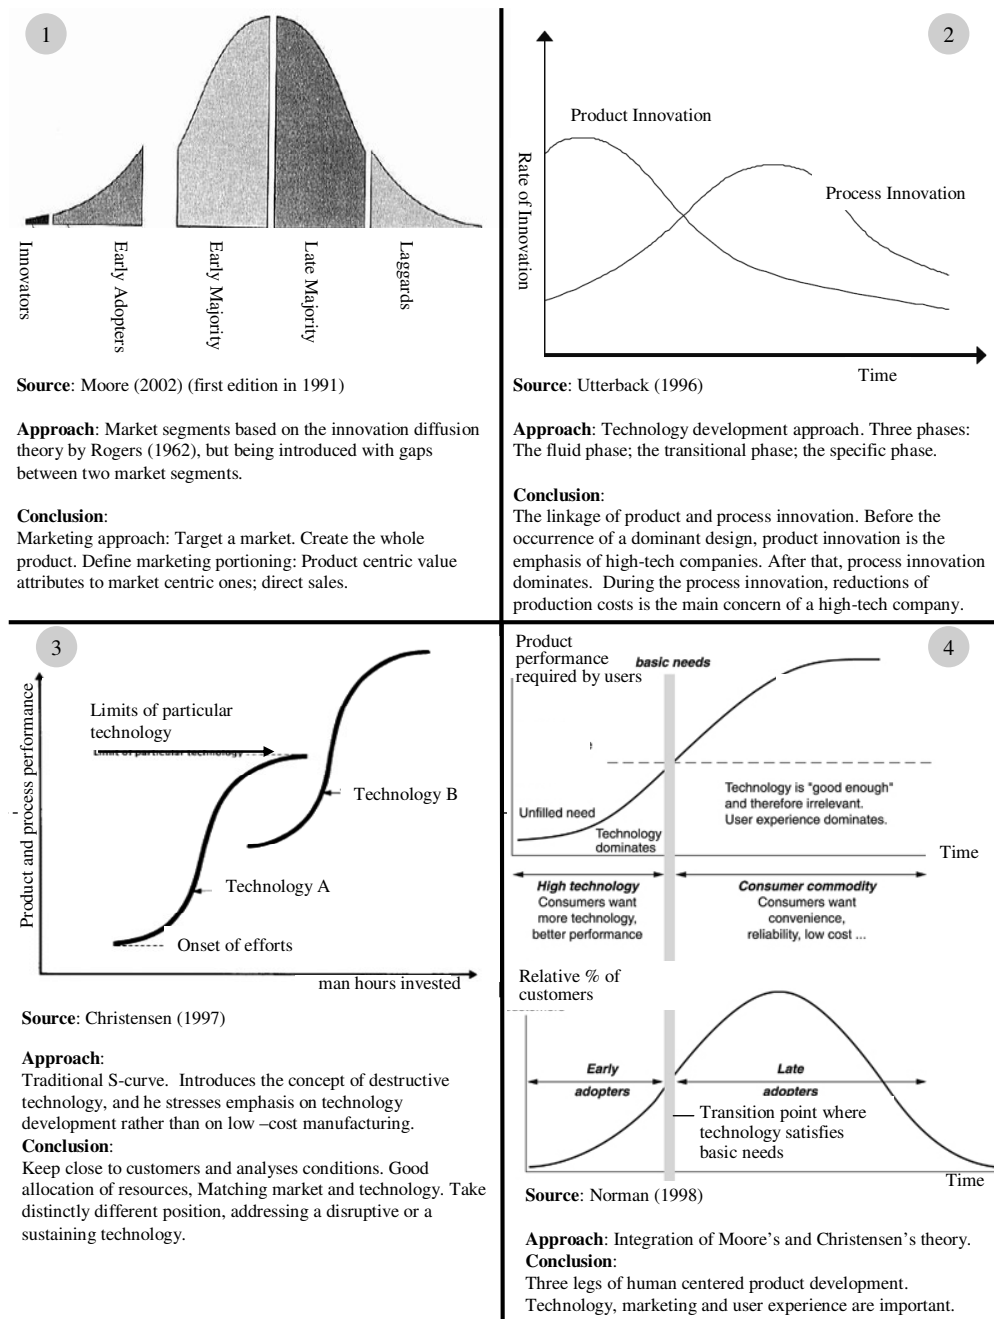 1
Innovators
Early Adopters
Early Majority
Late Majority
Laggards
Source: Moore (2002) (first edition in 1991)
Approach: Market segments based on the innovation diffusion
theory by Rogers (1962), but being introduced with gaps
between two market segments.
Conclusion:
Marketing approach: Target a market. Create the whole
product. Define marketing portioning: Product centric value
attributes to market centric ones; direct sales.
2
Product Innovation
Process Innovation
Rate of Innovation
Time
Source: Utterback (1996)
Approach: Technology development approach. Three phases:
The fluid phase; the transitional phase; the specific phase.
Conclusion:
The linkage of product and process innovation. Before the
occurrence of a dominant design, product innovation is the
emphasis of high-tech companies. After that, process innovation
dominates. During the process innovation, reductions of
production costs is the main concern of a high-tech company.
3
Product and process performance
Limits of particular
technology
Limit of particular technology
Technology B
Technology A
Onset of efforts
man hours invested
Source: Christensen (1997)
Approach:
Traditional S-curve. Introduces the concept of destructive
technology, and he stresses emphasis on technology
development rather than on low –cost manufacturing.
Conclusion:
Keep close to customers and analyses conditions. Good
allocation of resources, Matching market and technology. Take
distinctly different position, addressing a disruptive or a
sustaining technology.
4
Product
performance
required by users
basic needs
Unfilled need
Technology
dominates
Technology is "good enough"
and therefore irrelevant.
User experience dominates.
Time
High technology
Consumers want
more technology,
better performance
Consumer commodity
Consumers want
convenience,
reliability, low cost ...
Relative % of
customers
Early
adopters
Late
adopters
Transition point where
technology satisfies
basic needs
Time
Source: Norman (1998)
Approach: Integration of Moore's and Christensen's theory.
Conclusion:
Three legs of human centered product development.
Technology, marketing and user experience are important.